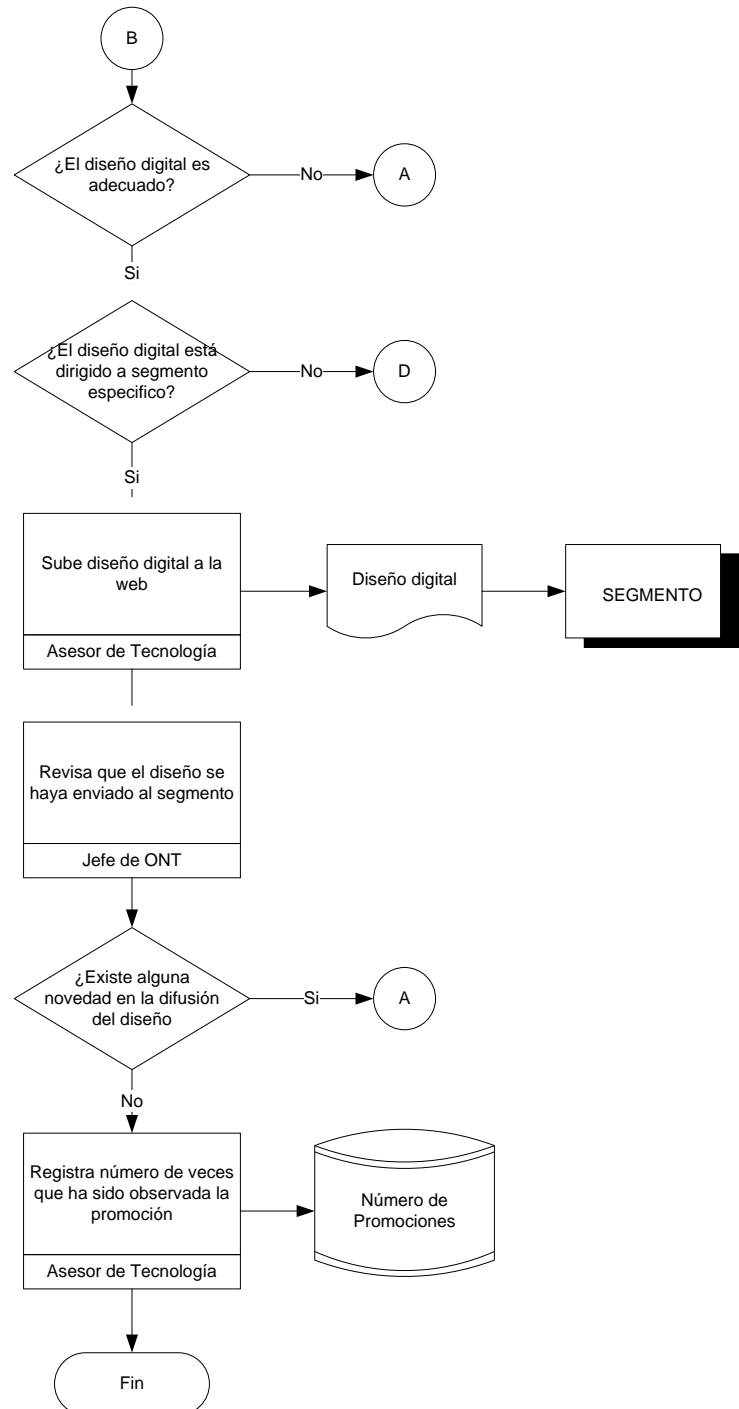 B
¿El diseño digital es
adecuado?
No
A
Si
¿El diseño digital está
dirigido a segmento
especifico?
No
D
Si
Sube diseño digital a la
web
Asesor de Tecnología
Diseño digital
SEGMENTO
Revisa que el diseño se
haya enviado al segmento
Jefe de ONT
¿Existe alguna
novedad en la difusión
del diseño
Si
A
No
Registra número de veces
que ha sido observada la
promoción
Asesor de Tecnología
Número de
Promociones
Fin